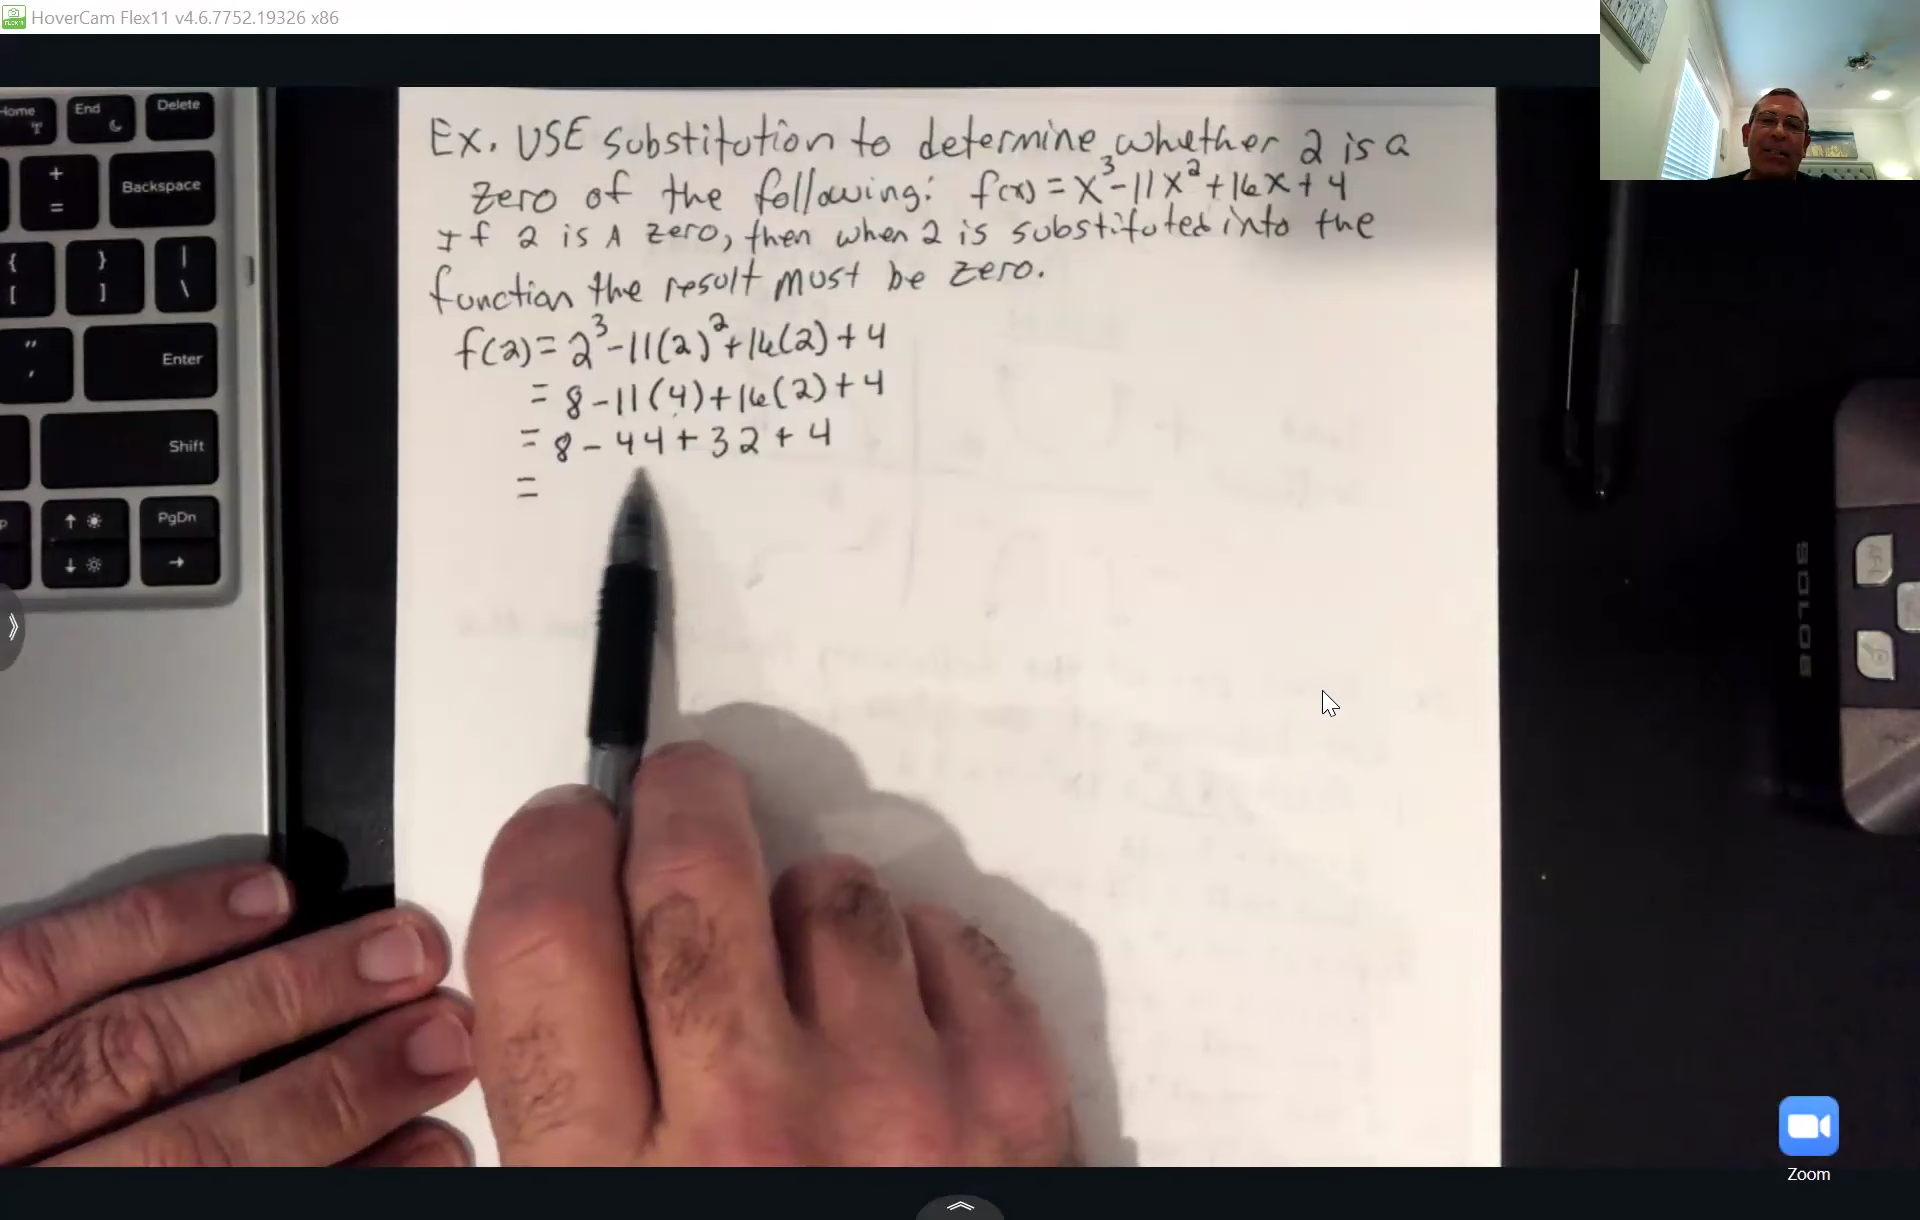 HoverCam Flex11 v4.6.7752.19326 x86
Home End Delete
+ = Backspace
{ [ } ] | \
" ' Enter
Shift
PgDn
Ex. USE substitution to determine whether 2 is a
zero of the following: f(x) = x³-11x²+16x+4
If 2 is A zero, then when 2 is substituted into the
function the result must be zero.
f(2) = 2³-11(2)²+16(2)+4
= 8-11(4)+16(2)+4
= 8-44+32+4
=
SOLO8
Zoom